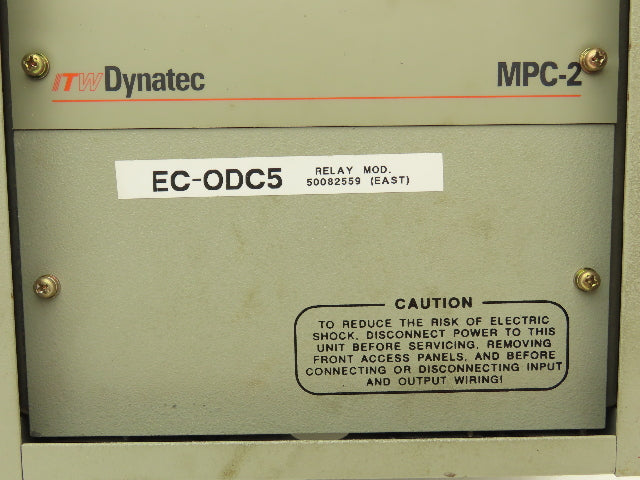 ITW Dynatec MPC-2
EC-ODC5 RELAY MOD.
50082559 (EAST)
CAUTION
TO REDUCE THE RISK OF ELECTRIC
SHOCK, DISCONNECT POWER TO THIS
UNIT BEFORE SERVICING, REMOVING
FRONT ACCESS PANELS, AND BEFORE
CONNECTING OR DISCONNECTING INPUT
AND OUTPUT WIRING!